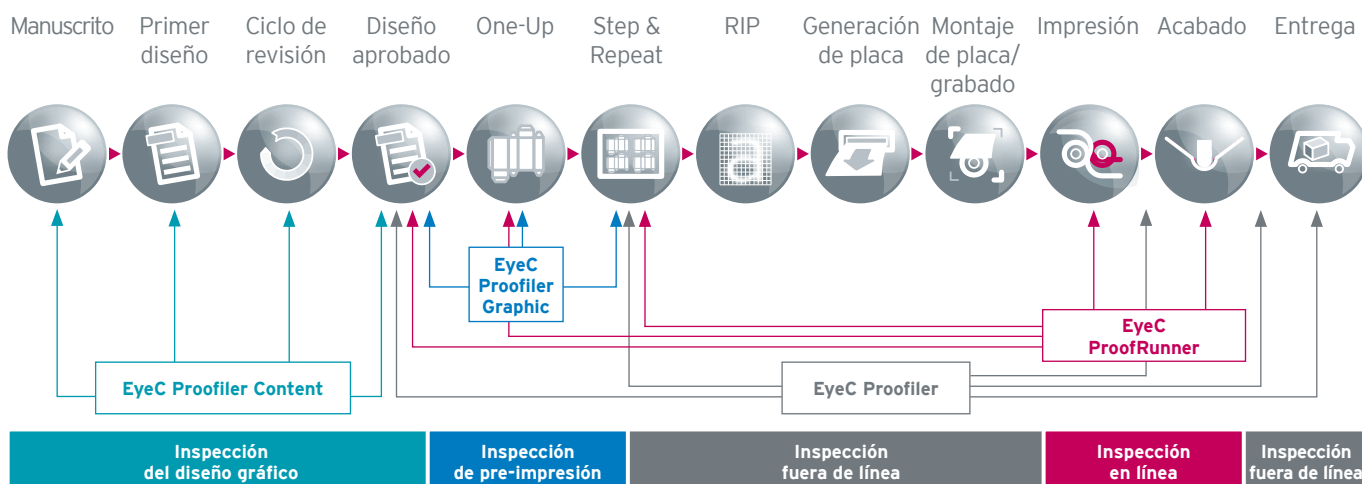 Manuscrito
Primer
diseño
Ciclo de
revisión
Diseño
aprobado
One-Up
Step &
Repeat
RIP
Generación
de placa
Montaje
de placa/
grabado
Impresión
Acabado
Entrega
a
EyeC
Proofiler
Graphic
EyeC
ProofRunner
EyeC Proofiler Content
EyeC Proofiler
Inspección
del diseño gráfico
Inspección
de pre-impresión
Inspección
fuera de línea
Inspección
en línea
Inspección
fuera de línea